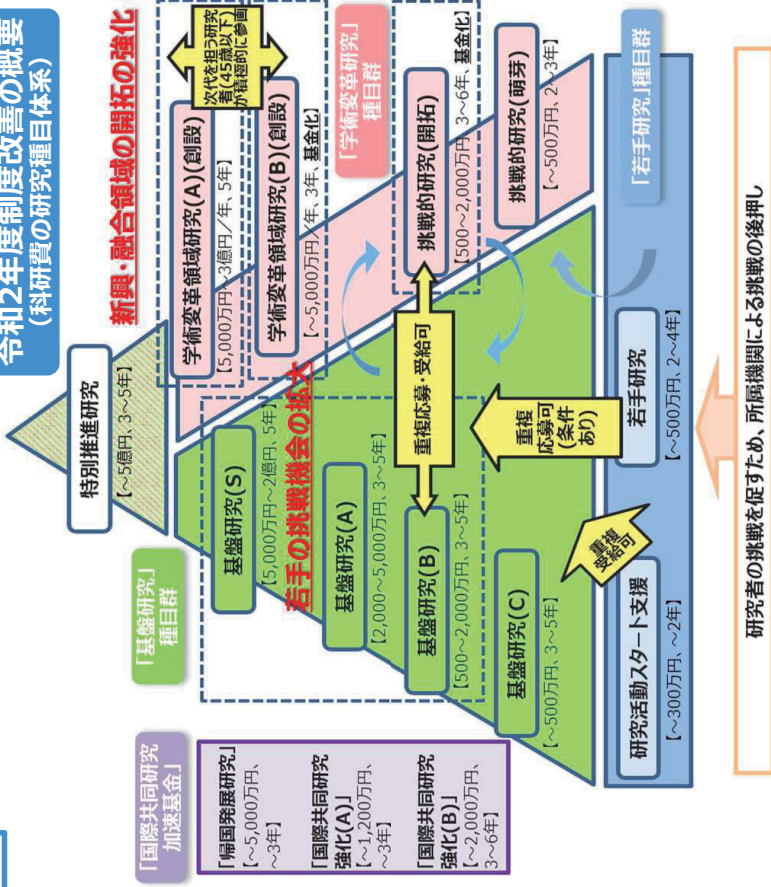 令和2年度制度改善の概要
(科研費の研究種目体系)
新興・融合領域の開拓の強化
特別推進研究
【~5億円、3~5年】
次代を担う研究
者(45歳以下)
が積極的に参画
学術変革領域研究(A)(創設)
【5,000万円~3億円/年、5年】
学術変革領域研究(B)(創設)
【~5,000万円/年、3年、基金化】
「学術変革研究」
種目群
挑戦的研究(開拓)
【500~2,000万円、3~6年、基金化】
挑戦的研究(萌芽)
【~500万円、2~3年】
「基盤研究」
種目群
基盤研究(S)
【5,000万円~2億円、5年】
若手の挑戦機会の拡大
基盤研究(A)
【2,000~5,000万円、3~5年】
基盤研究(B)
【500~2,000万円、3~5年】
基盤研究(C)
【~500万円、3~5年】
重複応募・受給可
重複
応募可
(条件
あり)
重複
受給可
「若手研究」種目群
若手研究
【~500万円、2~4年】
研究活動スタート支援
【~300万円、~2年】
「国際共同研究
加速基金」
「帰国発展研究」
【~5,000万円、
~3年】
「国際共同研究
強化(A)」
【~1,200万円、
~3年】
「国際共同研究
強化(B)」
【~2,000万円、
3~6年】
研究者の挑戦を促すため、所属機関による挑戦の後押し